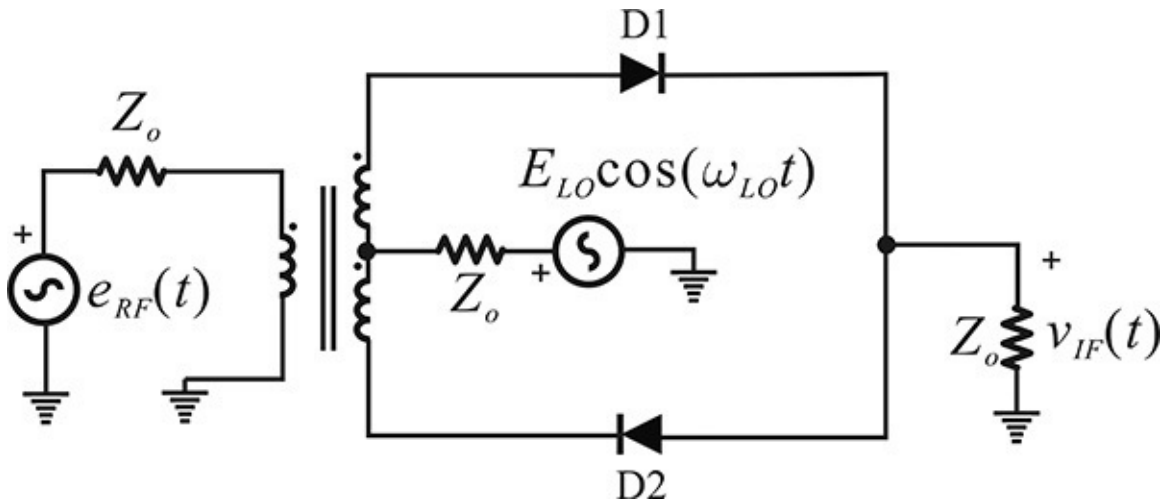 D1
Z_o
E_LO cos(ω_LO t)
+
e_RF(t)
+
Z_o
+
Z_o
v_IF(t)
D2